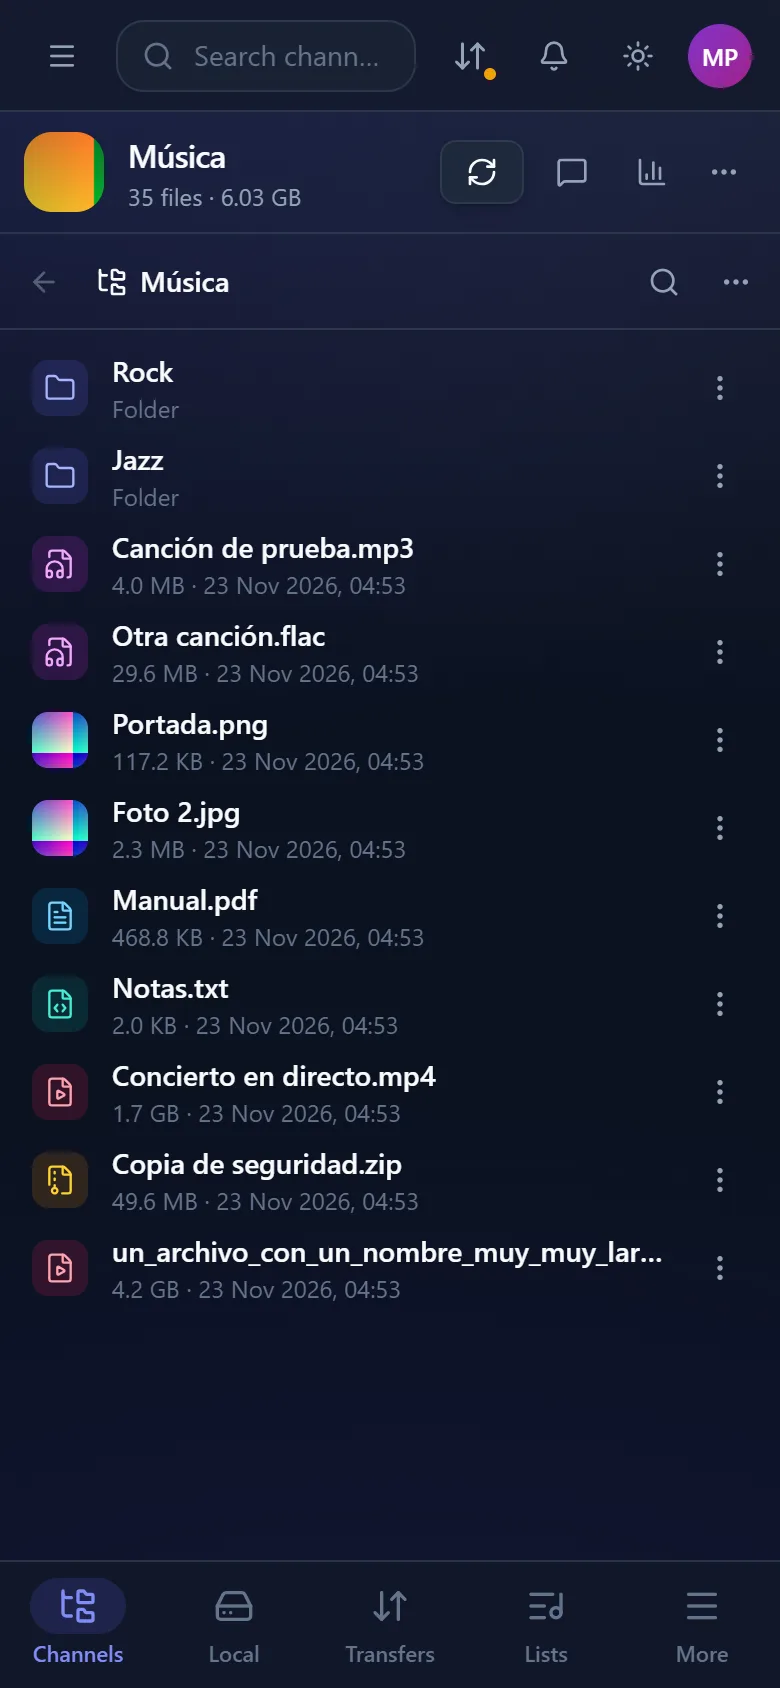 Search chann...
MP
Música
35 files · 6.03 GB
Música
Rock
Folder
Jazz
Folder
Canción de prueba.mp3
4.0 MB · 23 Nov 2026, 04:53
Otra canción.flac
29.6 MB · 23 Nov 2026, 04:53
Portada.png
117.2 KB · 23 Nov 2026, 04:53
Foto 2.jpg
2.3 MB · 23 Nov 2026, 04:53
Manual.pdf
468.8 KB · 23 Nov 2026, 04:53
Notas.txt
2.0 KB · 23 Nov 2026, 04:53
Concierto en directo.mp4
1.7 GB · 23 Nov 2026, 04:53
Copia de seguridad.zip
49.6 MB · 23 Nov 2026, 04:53
un_archivo_con_un_nombre_muy_muy_lar...
4.2 GB · 23 Nov 2026, 04:53
Channels
Local
Transfers
Lists
More